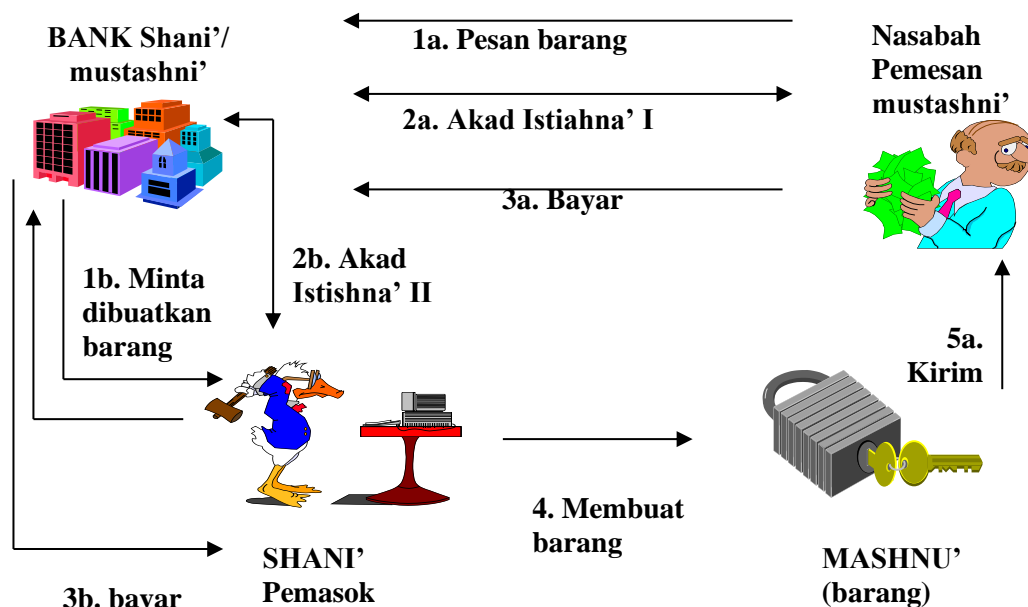 BANK Shani’/
mustashni’
1a. Pesan barang
Nasabah
Pemesan
mustashni’
2a. Akad Istiahna’ I
3a. Bayar
1b. Minta
dibuatkan
barang
2b. Akad
Istishna’ II
5a.
Kirim
4. Membuat
barang
SHANI’
Pemasok
MASHNU’
(barang)
3b. bayar